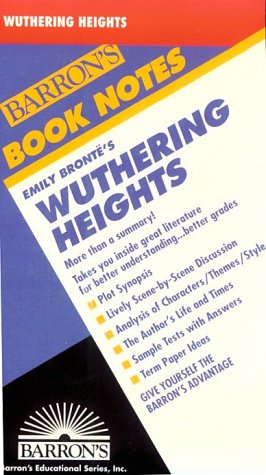 WUTHERING HEIGHTS
BARRON'S
BOOK NOTES
EMILY BRONTË'S
WUTHERING
HEIGHTS
More than a summary!
Takes you inside great literature
for better understanding...better grades
Plot Synopsis
Lively Scene-by-Scene Discussion
Analysis of Characters/Themes/Style
The Author's Life and Times
Sample Tests with Answers
Term Paper Ideas
GIVE YOURSELF THE
BARRON'S ADVANTAGE
BARRON'S
Barron's Educational Series, Inc.